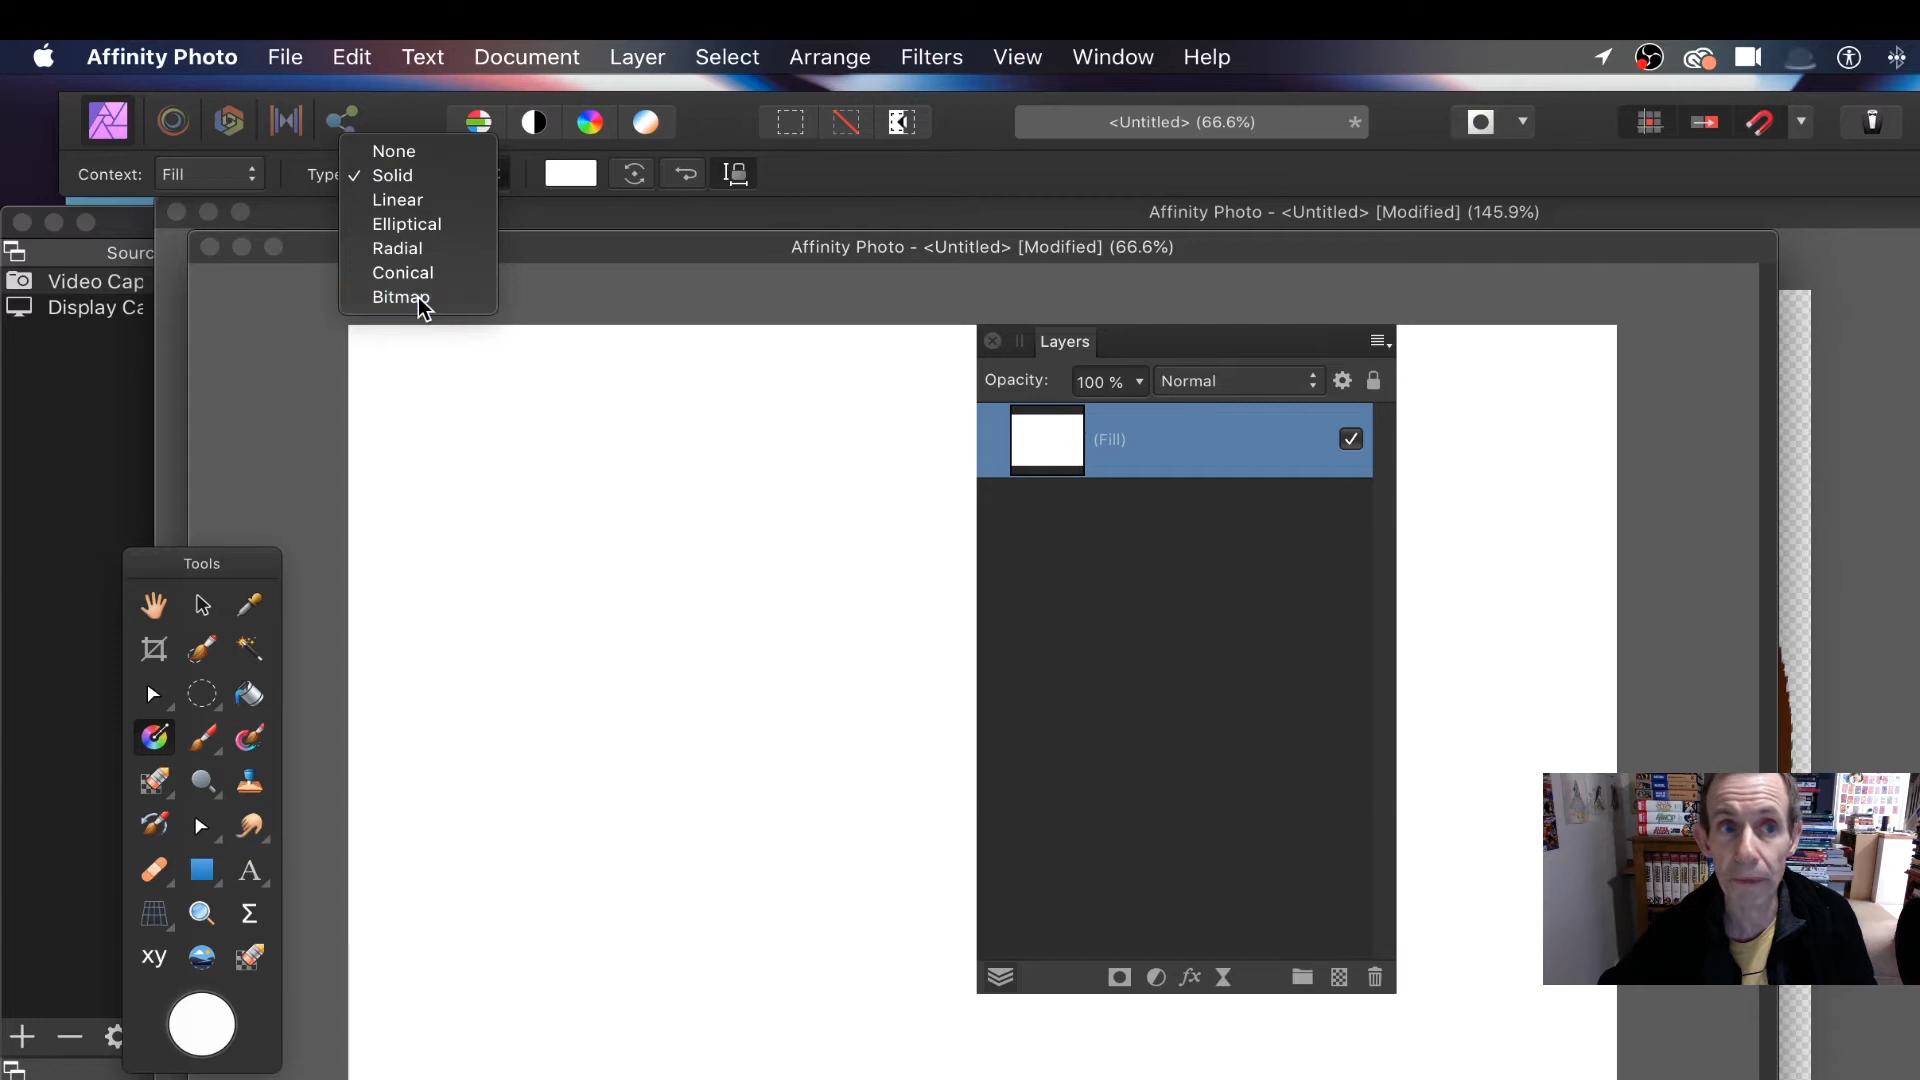 Affinity Photo File Edit Text Document Layer Select Arrange Filters View Window Help
<Untitled> (66.6%) *
Context: Fill Type
None
Solid
Linear
Elliptical
Radial
Conical
Bitmap
Affinity Photo - <Untitled> [Modified] (145.9%)
Affinity Photo - <Untitled> [Modified] (66.6%)
Sourc
Video Cap
Display Ca
Layers
Opacity: 100 % Normal
(Fill)
Tools
A
Σ
xy
fx